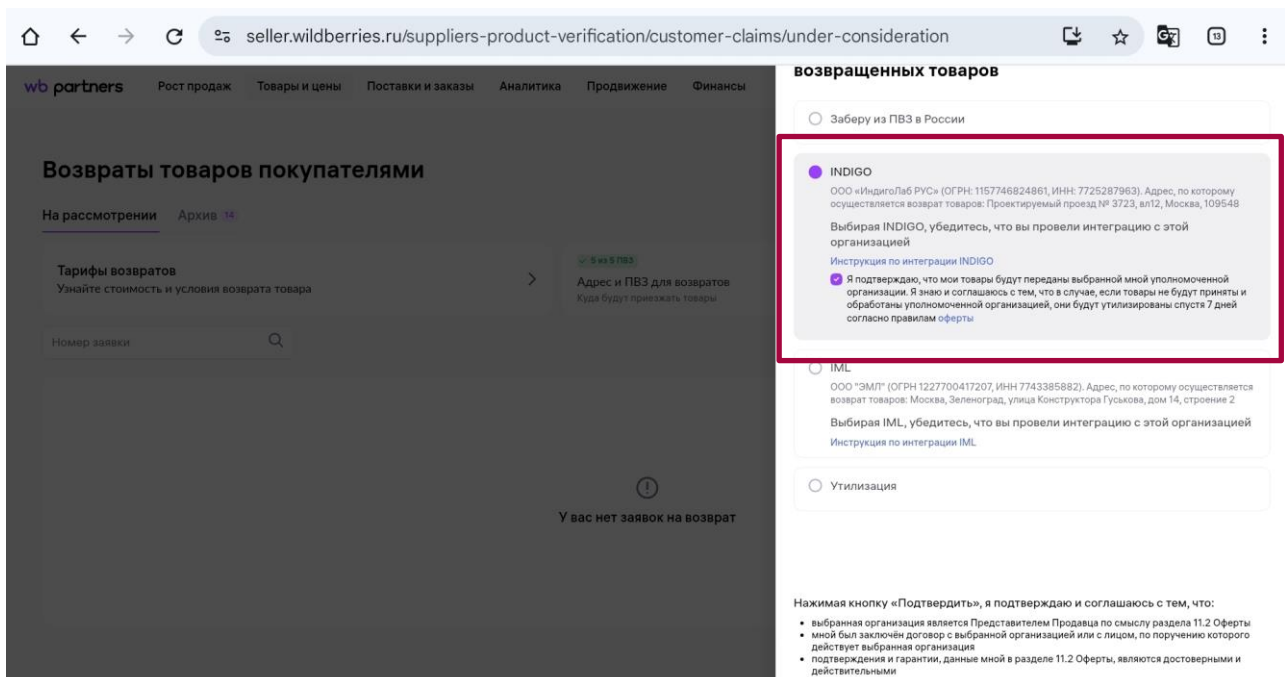 seller.wildberries.ru/suppliers-product-verification/customer-claims/under-consideration
13
wb partners
Рост продаж
Товары и цены
Поставки и заказы
Аналитика
Продвижение
Финансы
Возвраты товаров покупателями
На рассмотрении
Архив 14
Тарифы возвратов
Узнайте стоимость и условия возврата товара
5 из 5 ПВЗ
Адрес и ПВЗ для возвратов
Куда будут приезжать товары
Номер заявки
У вас нет заявок на возврат
возвращенных товаров
Заберу из ПВЗ в России
INDIGO
ООО «ИндигоЛаб РУС» (ОГРН: 1157746824861, ИНН: 7725287963). Адрес, по которому
осуществляется возврат товаров: Проектируемый проезд № 3723, вл12, Москва, 109548
Выбирая INDIGO, убедитесь, что вы провели интеграцию с этой
организацией
Инструкция по интеграции INDIGO
Я подтверждаю, что мои товары будут переданы выбранной мной уполномоченной
организации. Я знаю и соглашаюсь с тем, что в случае, если товары не будут приняты и
обработаны уполномоченной организацией, они будут утилизированы спустя 7 дней
согласно правилам оферты
IML
ООО "ЭМЛ" (ОГРН 1227700417207, ИНН 7743385882). Адрес, по которому осуществляется
возврат товаров: Москва, Зеленоград, улица Конструктора Гуськова, дом 14, строение 2
Выбирая IML, убедитесь, что вы провели интеграцию с этой организацией
Инструкция по интеграции IML
Утилизация
Нажимая кнопку «Подтвердить», я подтверждаю и соглашаюсь с тем, что:
• выбранная организация является Представителем Продавца по смыслу раздела 11.2 Оферты
• мной был заключён договор с выбранной организацией или с лицом, по поручению которого
действует выбранная организация
• подтверждения и гарантии, данные мной в разделе 11.2 Оферты, являются достоверными и
действительными